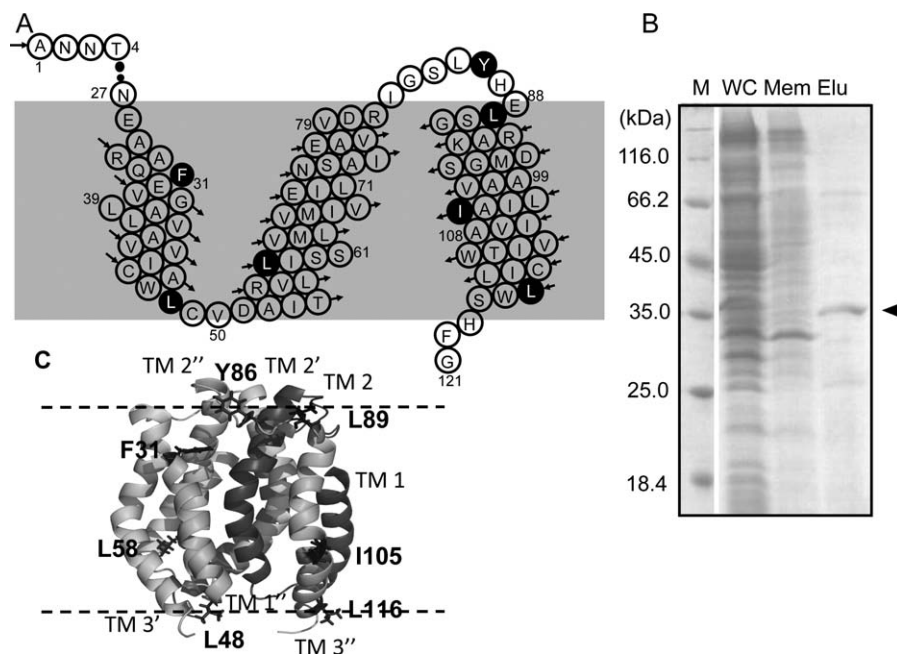 A
A N N T 4
1
27 N
E
A A
R Q A F
31
V E G
39 L L A V
V A V
C I A
W L
C V D A I T
50
79 V D R
E A V
N S A I
E I L 71
V M I V
V M L
L I S S 61
R V L
I G S L Y H
E 88
G S L
K A R
S G M D
V A A 99
I A I L
108 A V I
W T I V
L I C
S W L
H
F
G
121
B
M WC Mem Elu
(kDa)
116.0
66.2
45.0
35.0
25.0
18.4
C
TM 2'' Y86 TM 2' TM 2
L89
F31
TM 1
L58
I105
TM 1''
L116
TM 3' L48 TM 3''